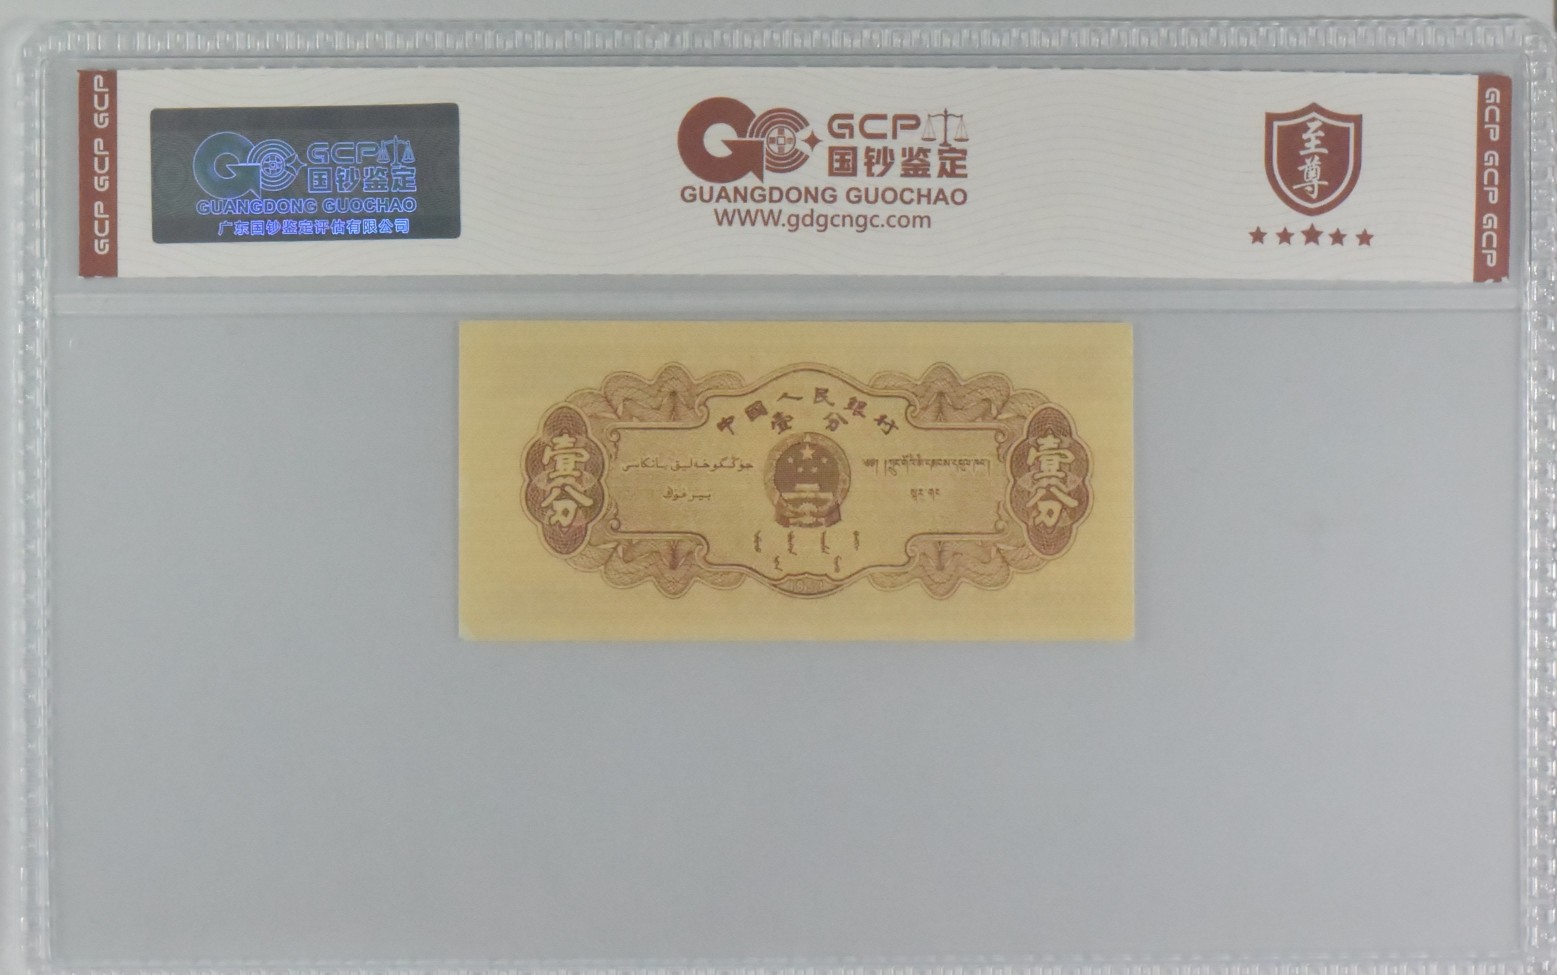 GCP GCP GCP
GCP
国钞鉴定
GUANGDONG GUOCHAO
广东国钞鉴定评估有限公司
GCP
国钞鉴定
GUANGDONG GUOCHAO
WWW.gdgcngc.com
至尊
GCP GCP GCP
中国人民银行
壹分
壹分
壹分